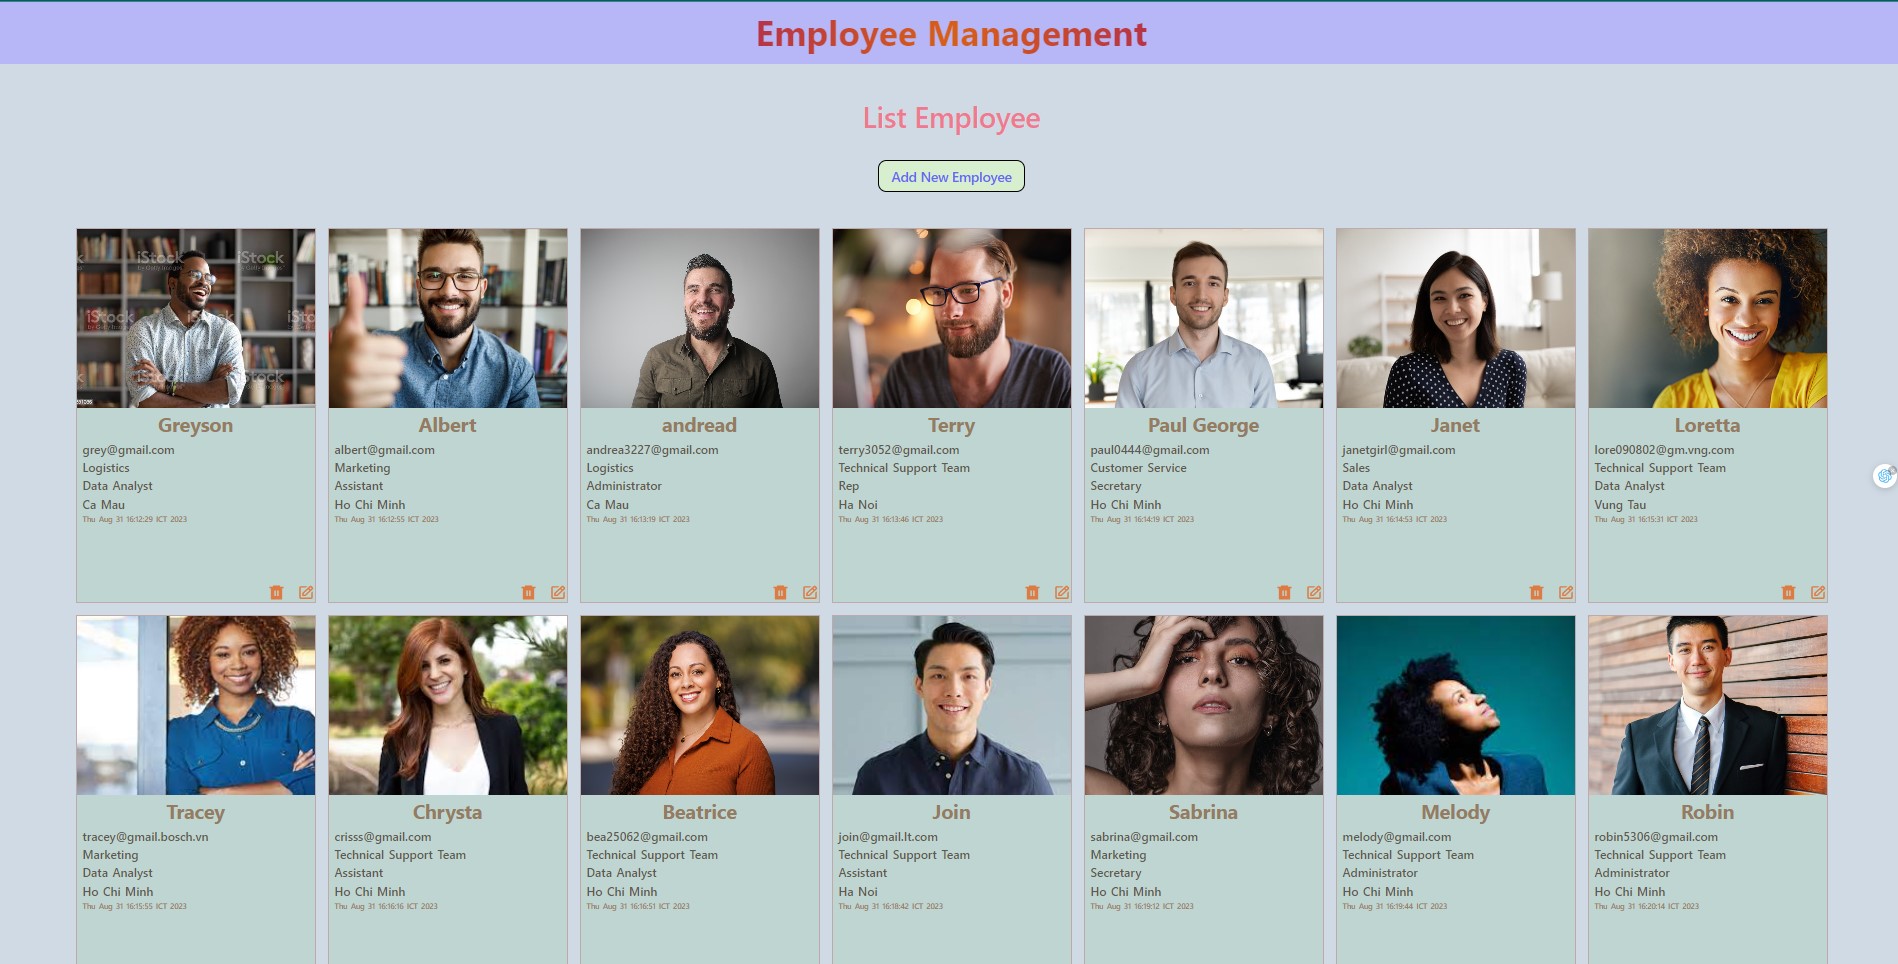 Employee Management
List Employee
Add New Employee
iStock
by Getty Images
iStock
by Getty Images
iStock
iStock
iStock
Greyson
grey@gmail.com
Logistics
Data Analyst
Ca Mau
Thu Aug 31 16:12:29 ICT 2023
Albert
albert@gmail.com
Marketing
Assistant
Ho Chi Minh
Thu Aug 31 16:12:55 ICT 2023
andread
andrea3227@gmail.com
Logistics
Administrator
Ca Mau
Thu Aug 31 16:13:19 ICT 2023
Terry
terry3052@gmail.com
Technical Support Team
Rep
Ha Noi
Thu Aug 31 16:13:46 ICT 2023
Paul George
paul0444@gmail.com
Customer Service
Secretary
Ho Chi Minh
Thu Aug 31 16:14:19 ICT 2023
Janet
janetgirl@gmail.com
Sales
Data Analyst
Ho Chi Minh
Thu Aug 31 16:14:53 ICT 2023
Loretta
lore090802@gm.vng.com
Technical Support Team
Data Analyst
Vung Tau
Thu Aug 31 16:15:31 ICT 2023
Tracey
tracey@gmail.bosch.vn
Marketing
Data Analyst
Ho Chi Minh
Thu Aug 31 16:15:55 ICT 2023
Chrysta
crisss@gmail.com
Technical Support Team
Assistant
Ho Chi Minh
Thu Aug 31 16:16:16 ICT 2023
Beatrice
bea25062@gmail.com
Technical Support Team
Data Analyst
Ho Chi Minh
Thu Aug 31 16:16:51 ICT 2023
Join
join@gmail.lt.com
Technical Support Team
Assistant
Ha Noi
Thu Aug 31 16:18:42 ICT 2023
Sabrina
sabrina@gmail.com
Marketing
Secretary
Ho Chi Minh
Thu Aug 31 16:19:12 ICT 2023
Melody
melody@gmail.com
Technical Support Team
Administrator
Ho Chi Minh
Thu Aug 31 16:19:44 ICT 2023
Robin
robin5306@gmail.com
Technical Support Team
Administrator
Ho Chi Minh
Thu Aug 31 16:20:14 ICT 2023